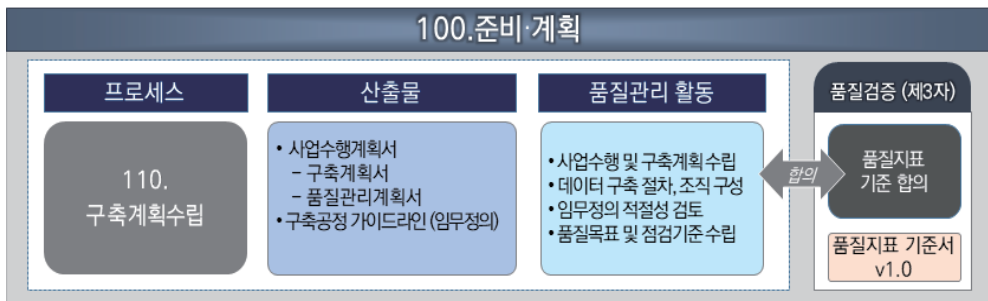 100.준비·계획
프로세스
110.
구축계획수립
산출물
• 사업수행계획서
– 구축계획서
– 품질관리계획서
• 구축공정 가이드라인 (임무정의)
품질관리 활동
• 사업수행 및 구축계획 수립
• 데이터 구축 절차, 조직 구성
• 임무정의 적절성 검토
• 품질목표 및 점검기준 수립
합의
품질검증 (제3자)
품질지표
기준 합의
품질지표 기준서
v1.0